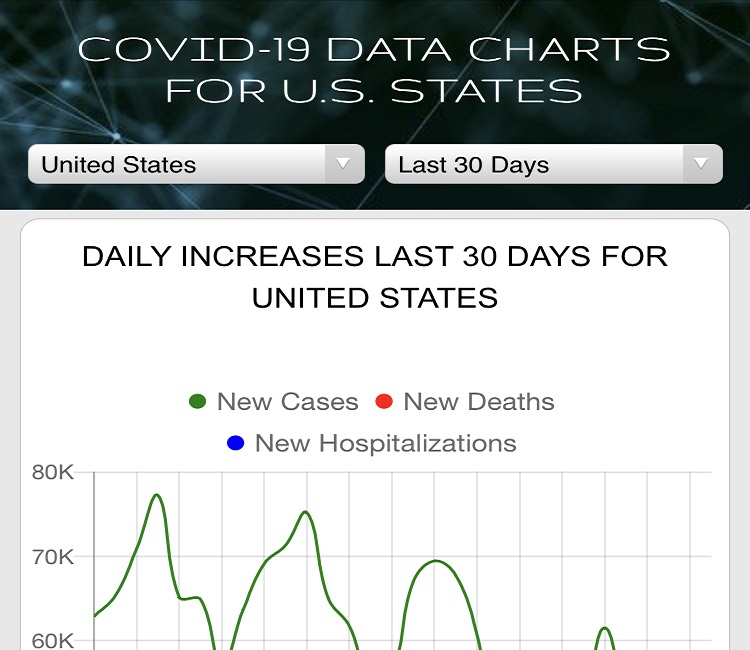 COVID-19 DATA CHARTS
FOR U.S. STATES
United States
Last 30 Days
DAILY INCREASES LAST 30 DAYS FOR
UNITED STATES
New Cases New Deaths
New Hospitalizations
80K
70K
60K